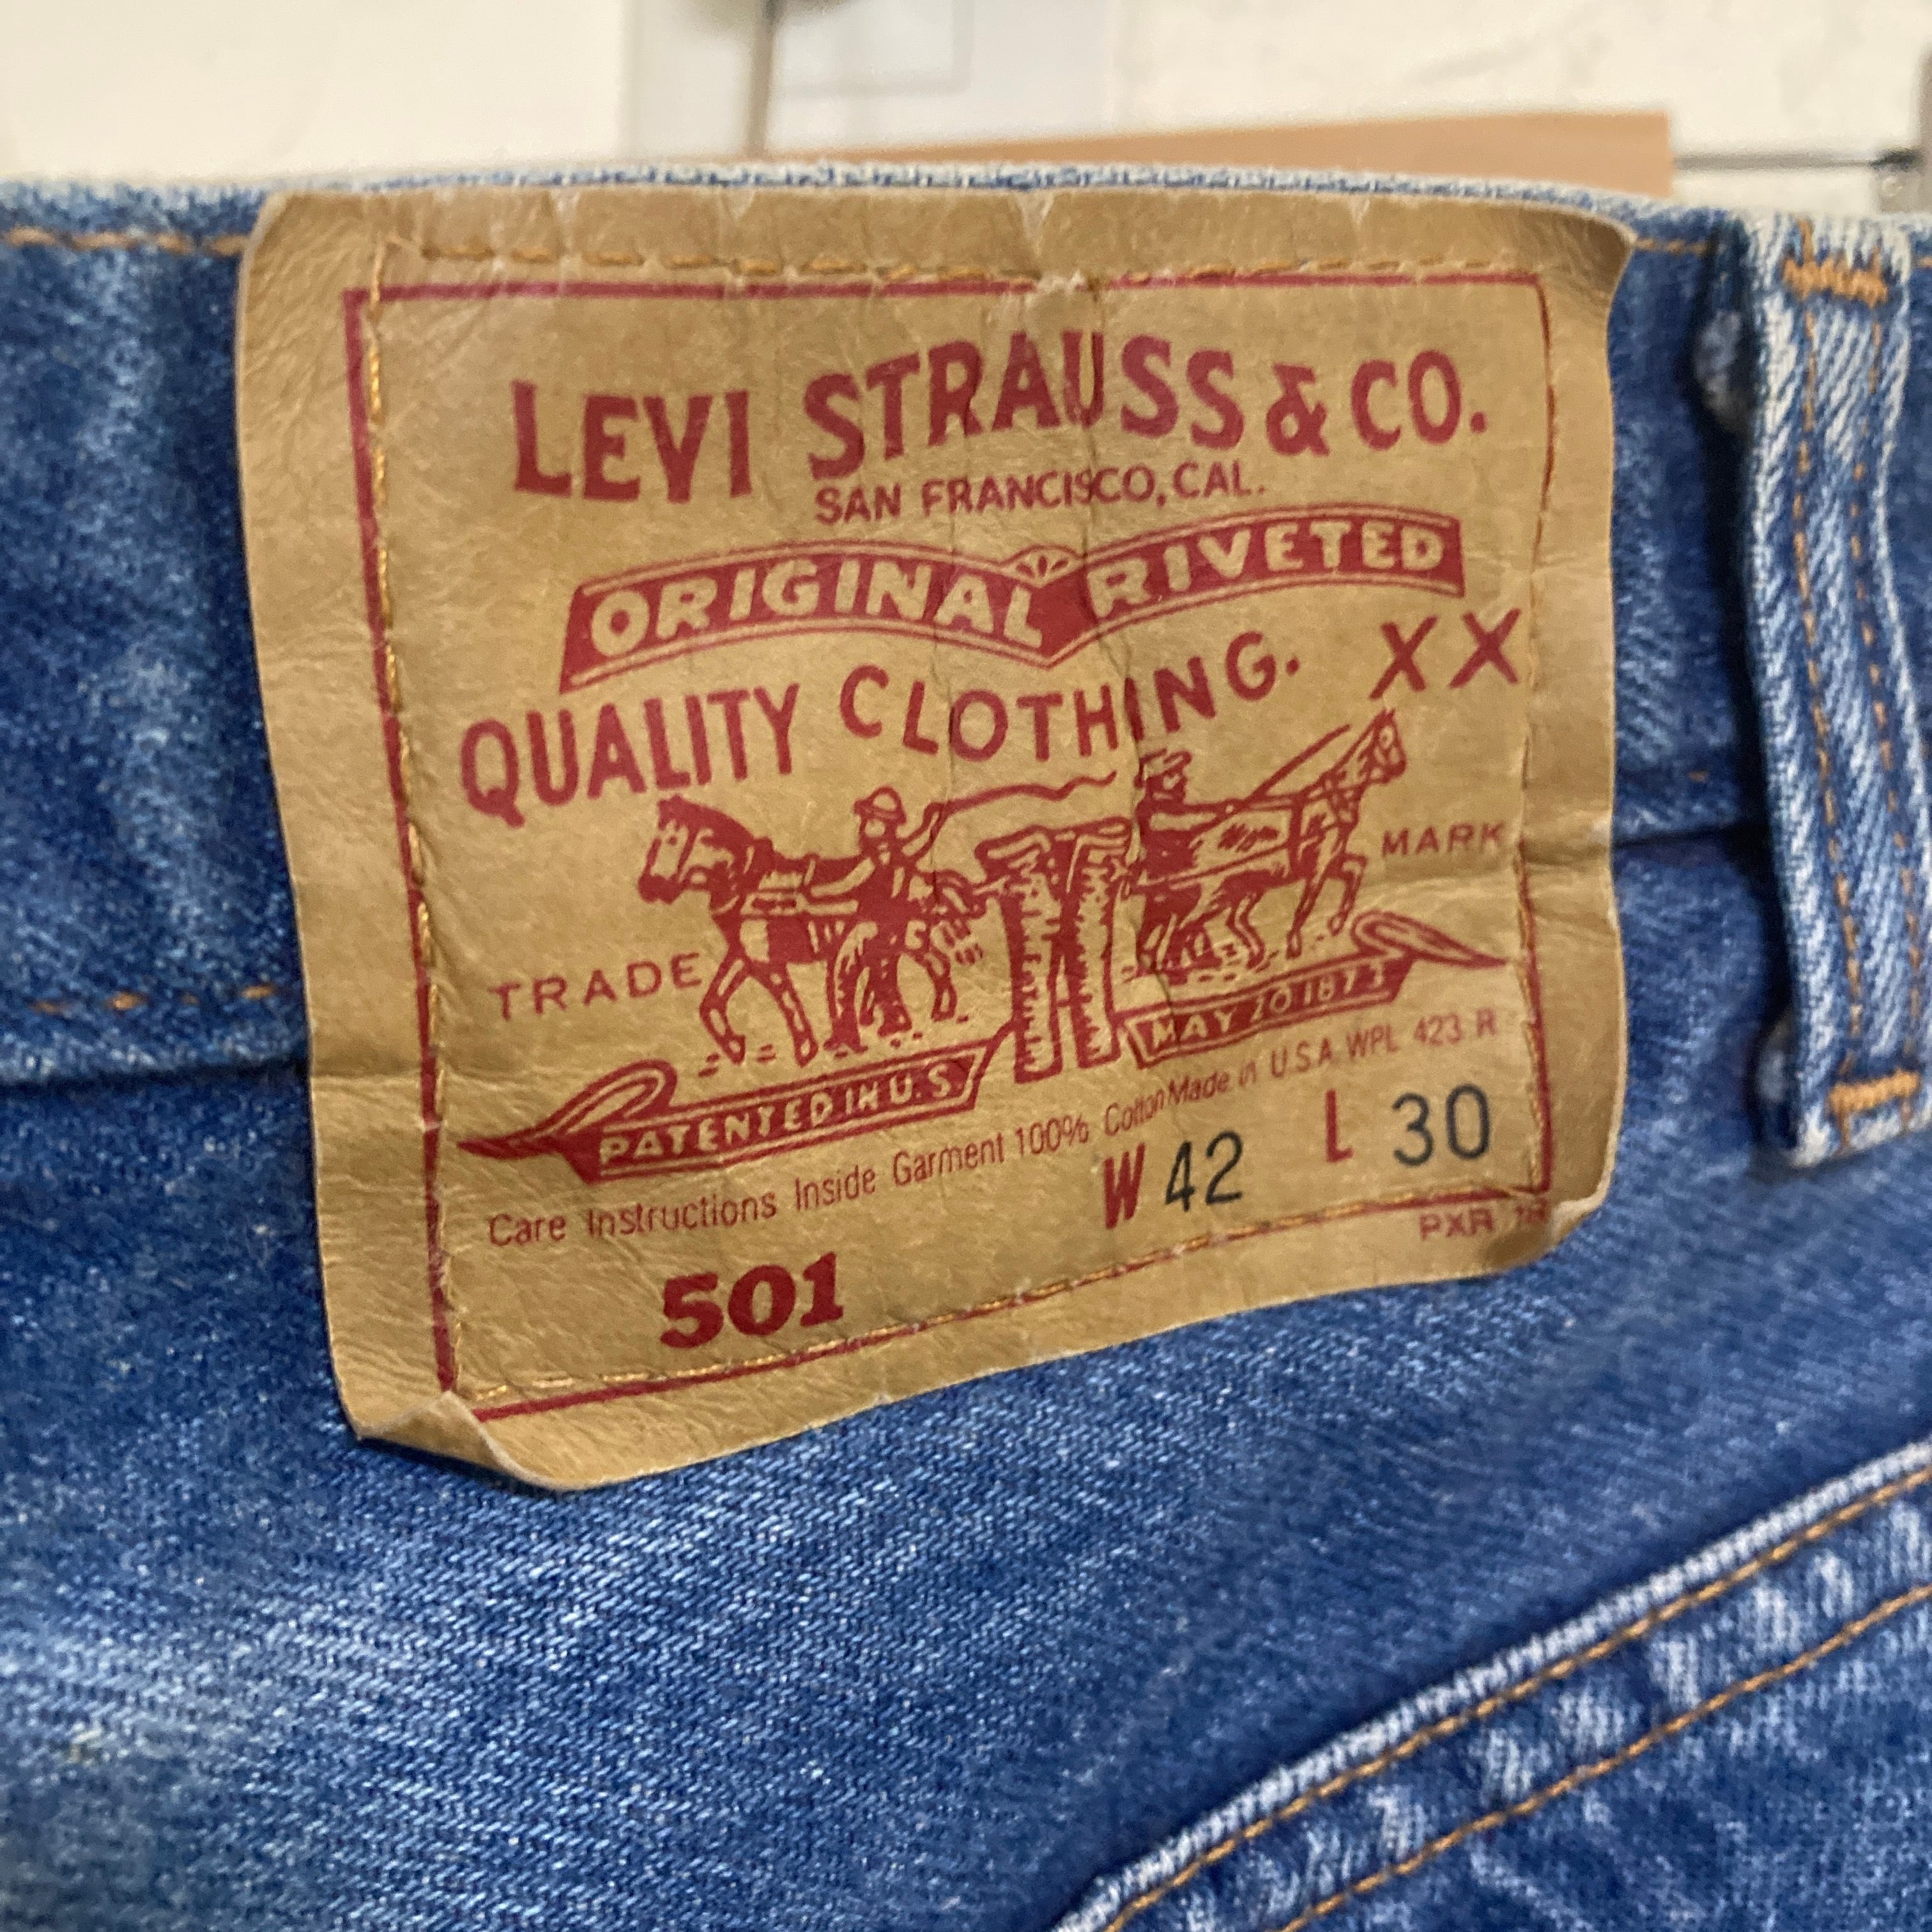 LEVI STRAUSS & CO.
SAN FRANCISCO, CAL.
ORIGINAL RIVETED
QUALITY CLOTHING. XX
TRADE MARK
PATENTED IN U.S. MAY 20 1873
Care Instructions Inside Garment 100% Cotton Made in U.S.A. WPL 423 R
W 42 L 30
501 PXR